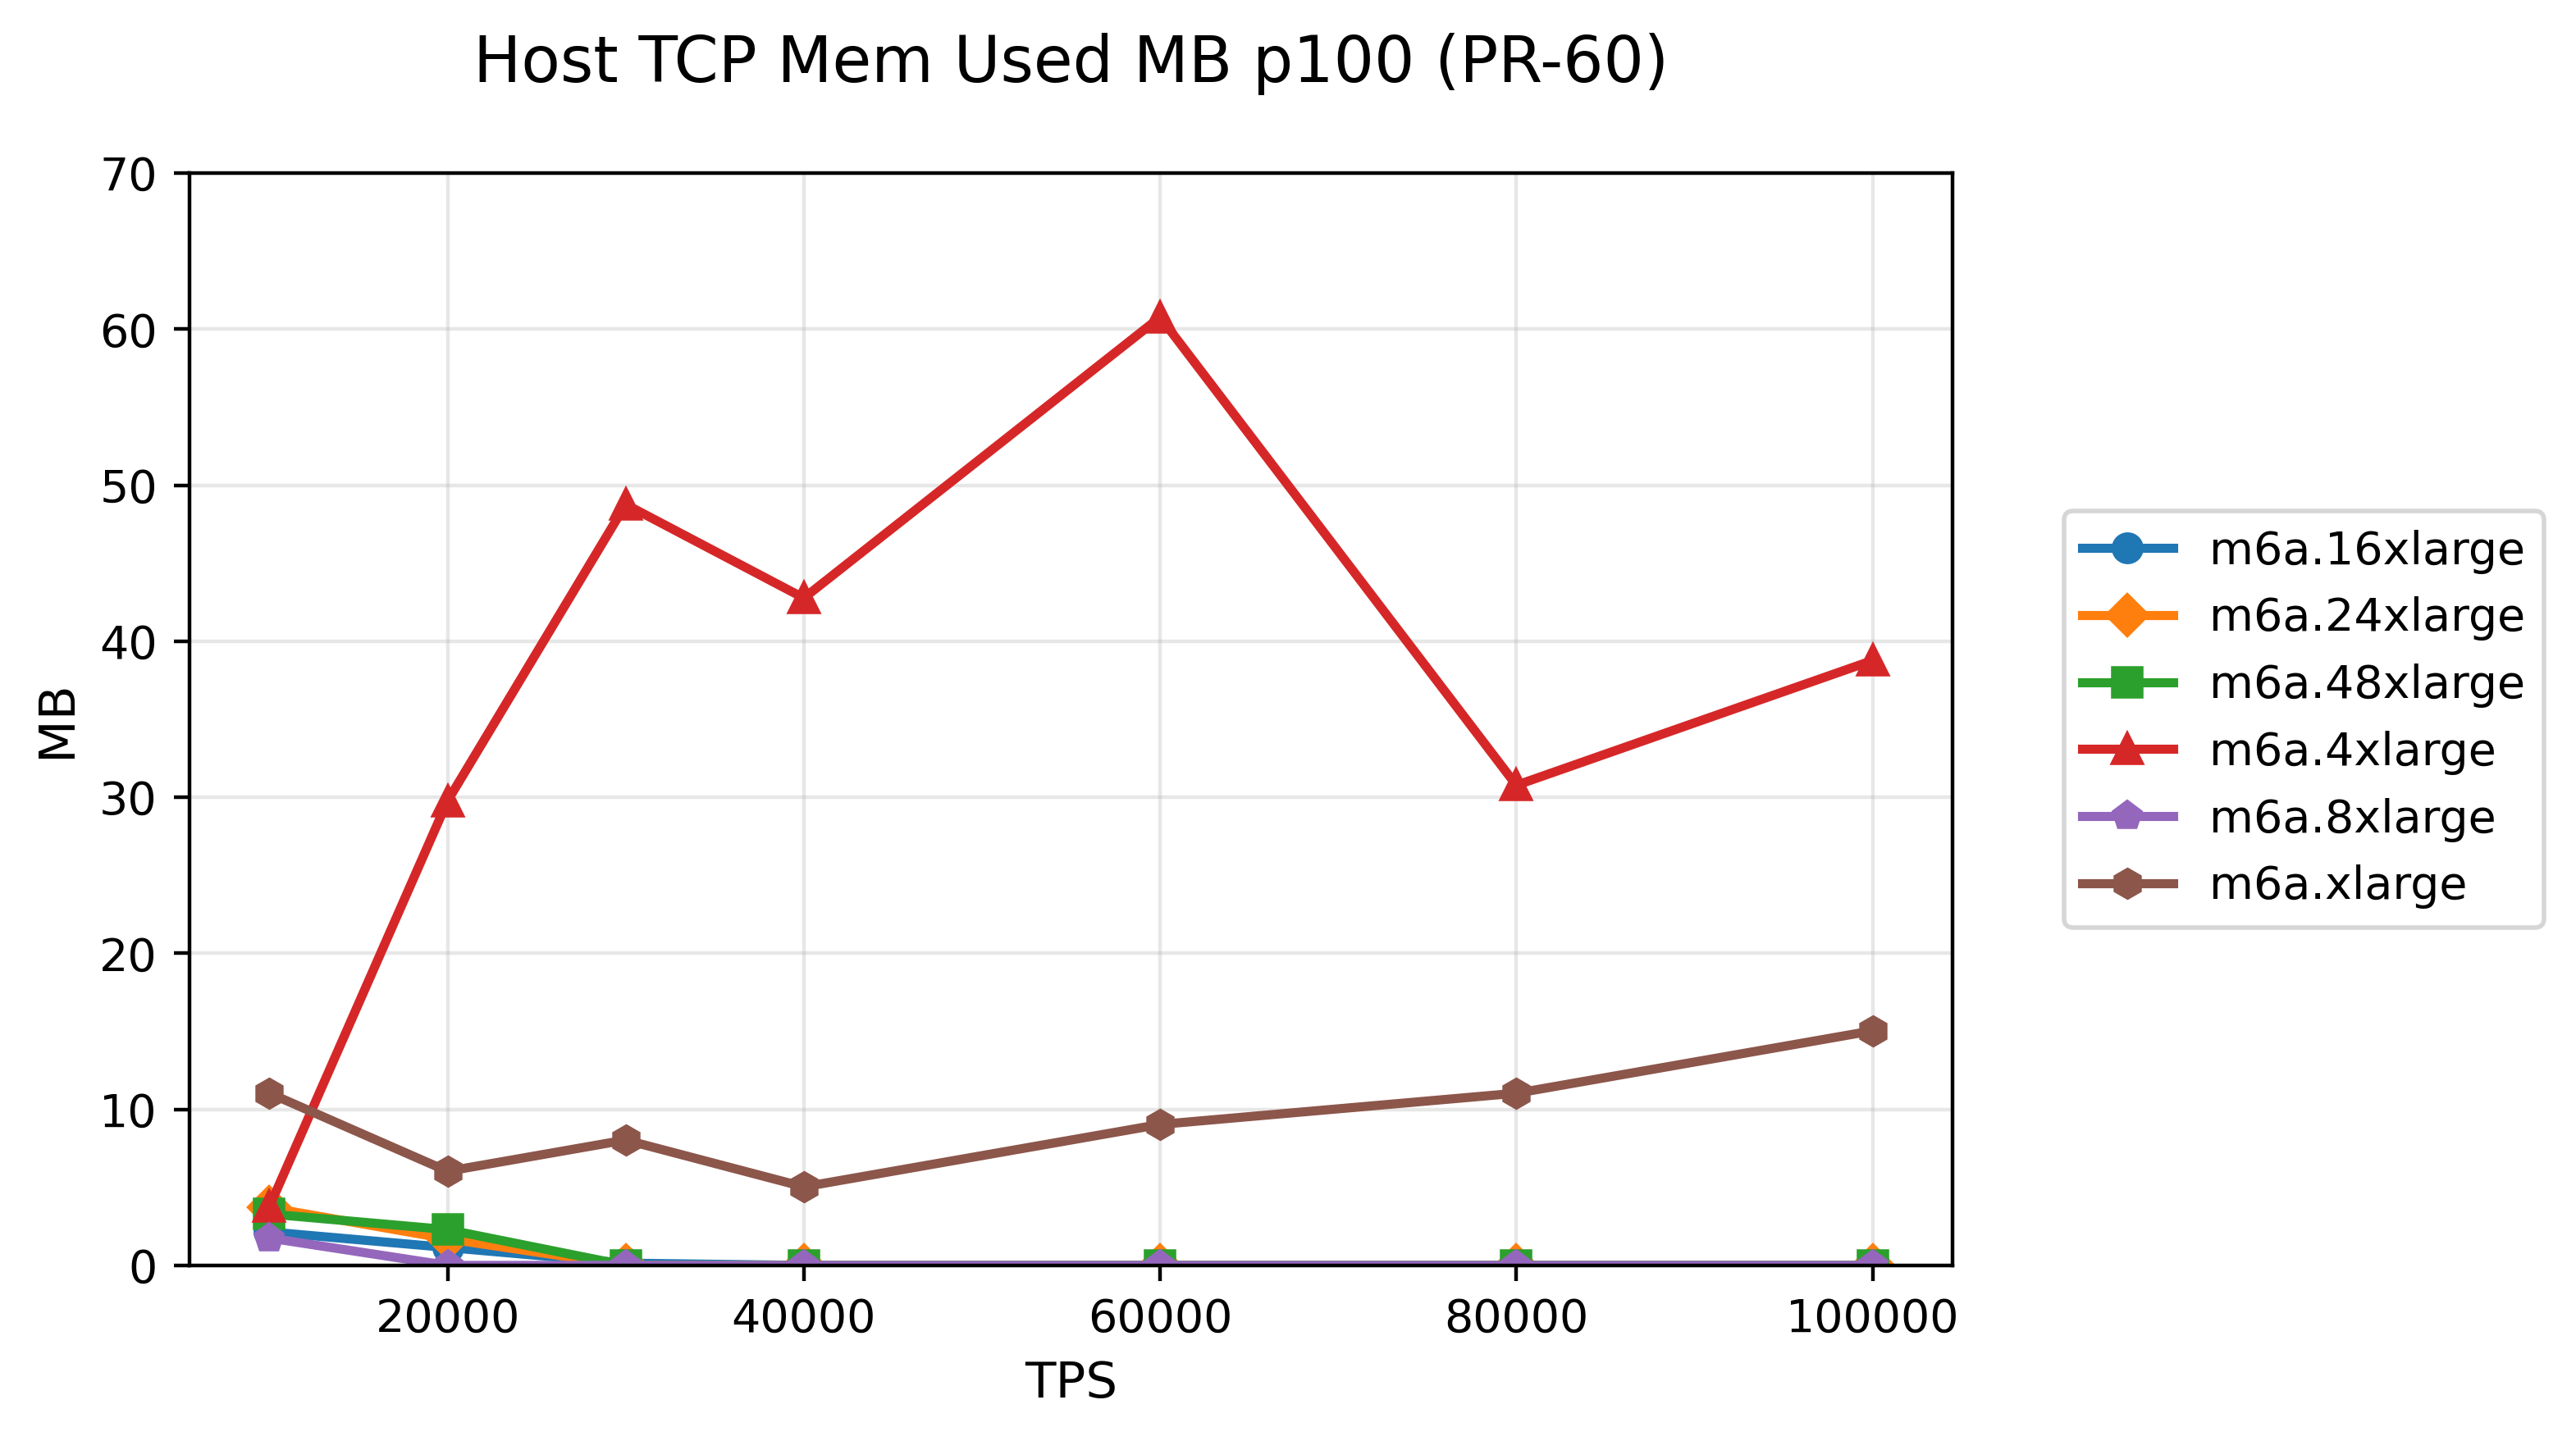 Host TCP Mem Used MB p100 (PR-60)
70
60
50
40
30
20
10
0
MB
20000 40000 60000 80000 100000
TPS
m6a.16xlarge
m6a.24xlarge
m6a.48xlarge
m6a.4xlarge
m6a.8xlarge
m6a.xlarge